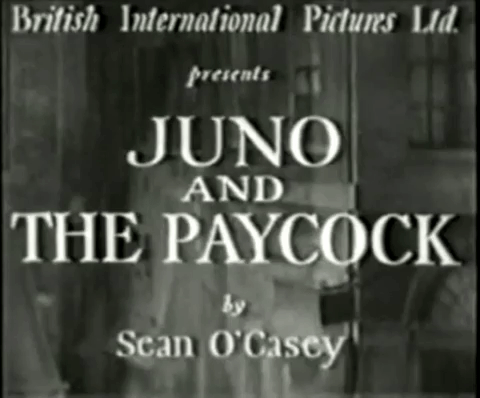 British International Pictures Ltd.
presents
JUNO
AND
THE PAYCOCK
by
Sean O'Casey